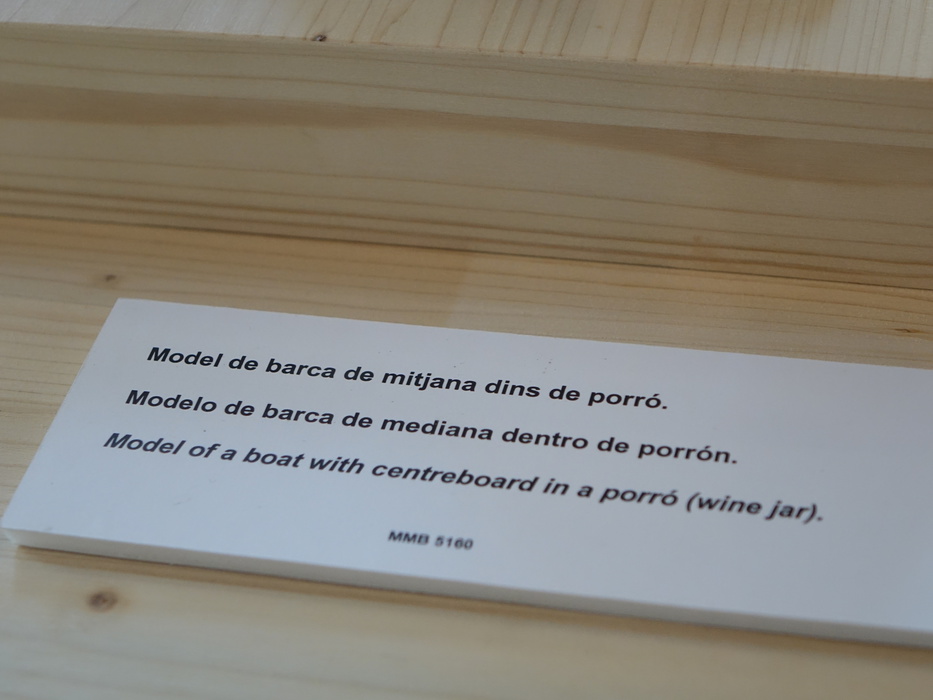 Model de barca de mitjana dins de porró.
Modelo de barca de mediana dentro de porrón.
Model of a boat with centreboard in a porró (wine jar).
MMB 5160